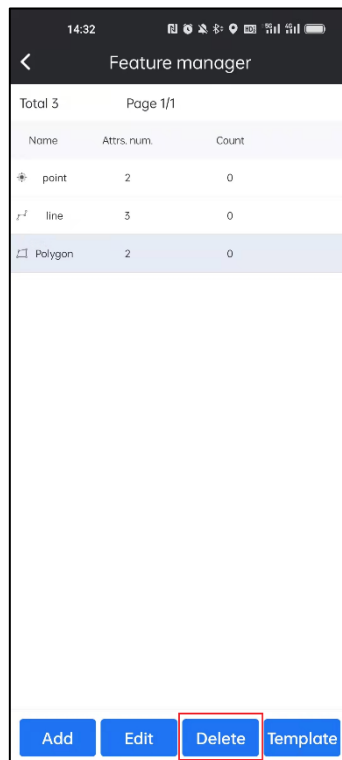 14:32
Feature manager
Total 3 Page 1/1
Name Attrs. num. Count
point 2 0
line 3 0
Polygon 2 0
Add Edit Delete Template